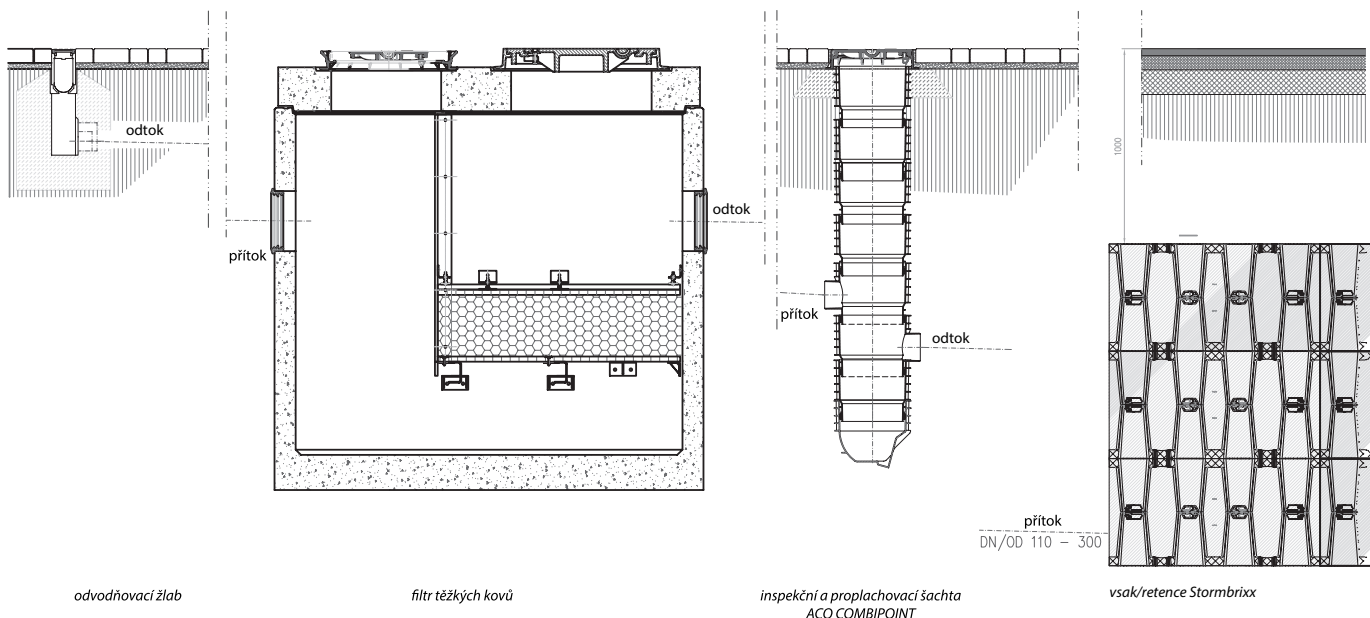 odtok
přítok
odtok
přítok
odtok
1000
přítok
DN/OD 110 – 300
odvodňovací žlab
filtr těžkých kovů
inspekční a proplachovací šachta
ACO COMBIPOINT
vsak/retence Stormbrixx